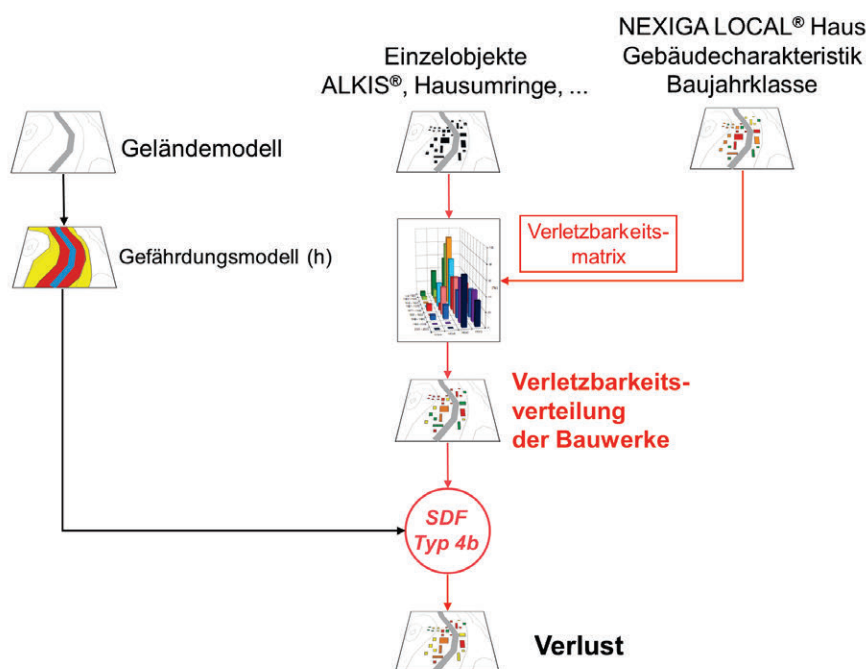 NEXIGA LOCAL® Haus
Gebäudecharakteristik
Baujahrklasse
Einzelobjekte
ALKIS®, Hausumringe, ...
Geländemodell
Gefährdungsmodell (h)
Verletzbarkeits-
matrix
Verletzbarkeits-
verteilung
der Bauwerke
SDF
Typ 4b
Verlust